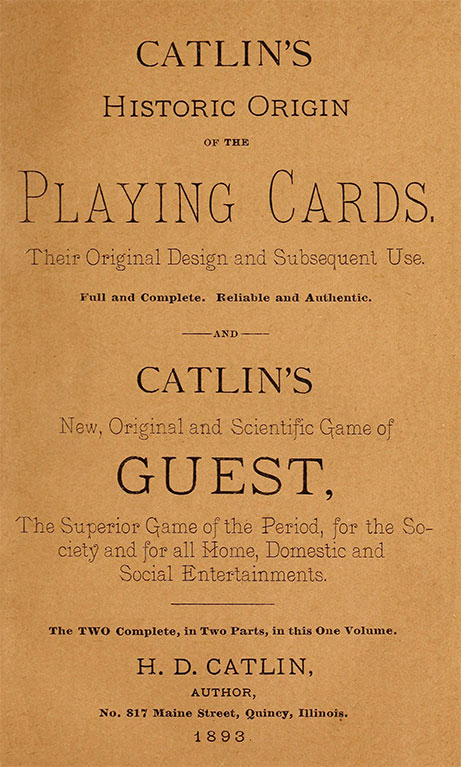 CATLIN'S
HISTORIC ORIGIN
OF THE
PLAYING CARDS.
Their Original Design and Subsequent Use.
Full and Complete. Reliable and Authentic.
—AND—
CATLIN'S
New, Original and Scientific Game of
GUEST,
The Superior Game of the Period, for the So-
ciety and for all Home, Domestic and
Social Entertainments.
The TWO Complete, in Two Parts, in this One Volume.
H. D. CATLIN,
AUTHOR,
No. 817 Maine Street, Quincy, Illinois.
1893